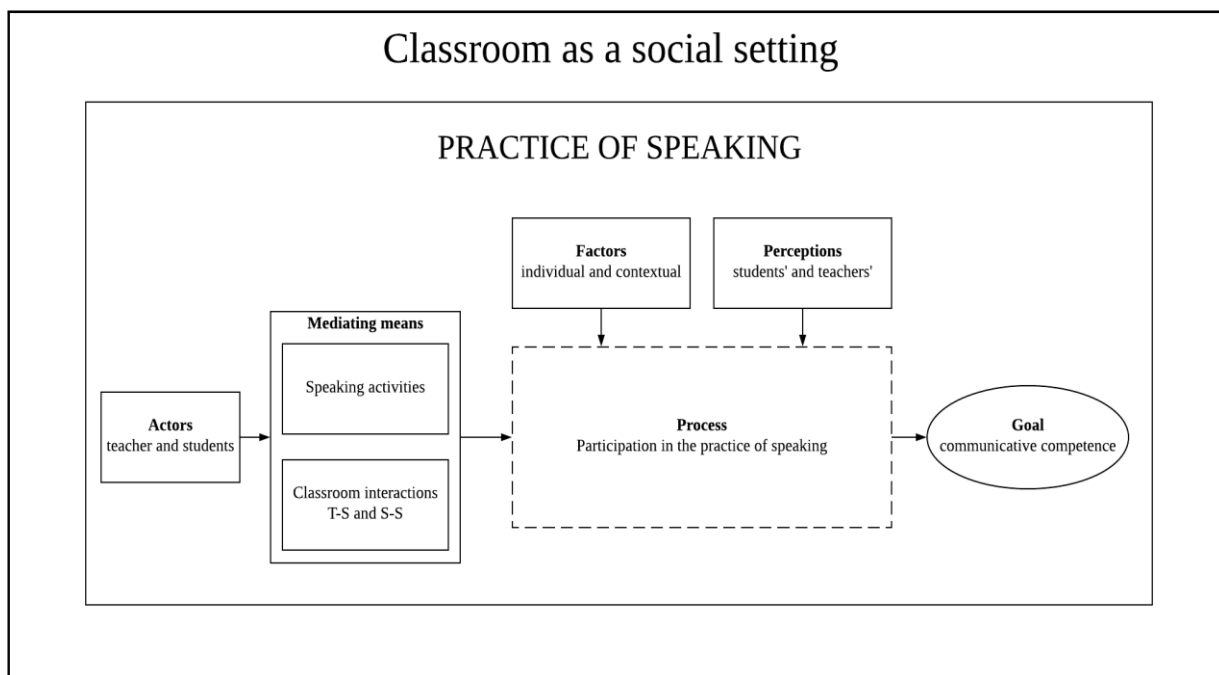 Classroom as a social setting
PRACTICE OF SPEAKING
Factors
individual and contextual
Perceptions
students' and teachers'
Mediating means
Speaking activities
Classroom interactions
T-S and S-S
Actors
teacher and students
Process
Participation in the practice of speaking
Goal
communicative competence